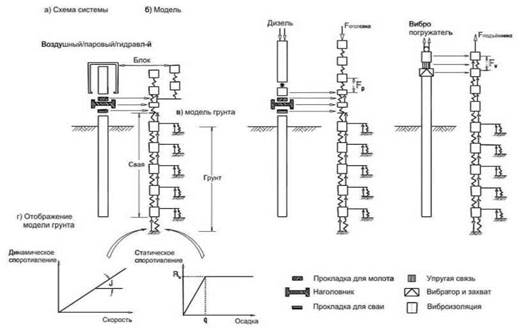 а) Схема системы
б) Модель
Воздушный/паровый/гидравл-й
Блок
Дизель
Вибро
погружатель
в) модель грунта
Свая
Грунт
г) Отображение
модели грунта
Динамическое
сопротивление
Скорость
Статическое
сопротивление
q
Осадка
Прокладка для молота
Наголовник
Прокладка для сваи
Упругая связь
Вибратор и захват
Виброизоляция